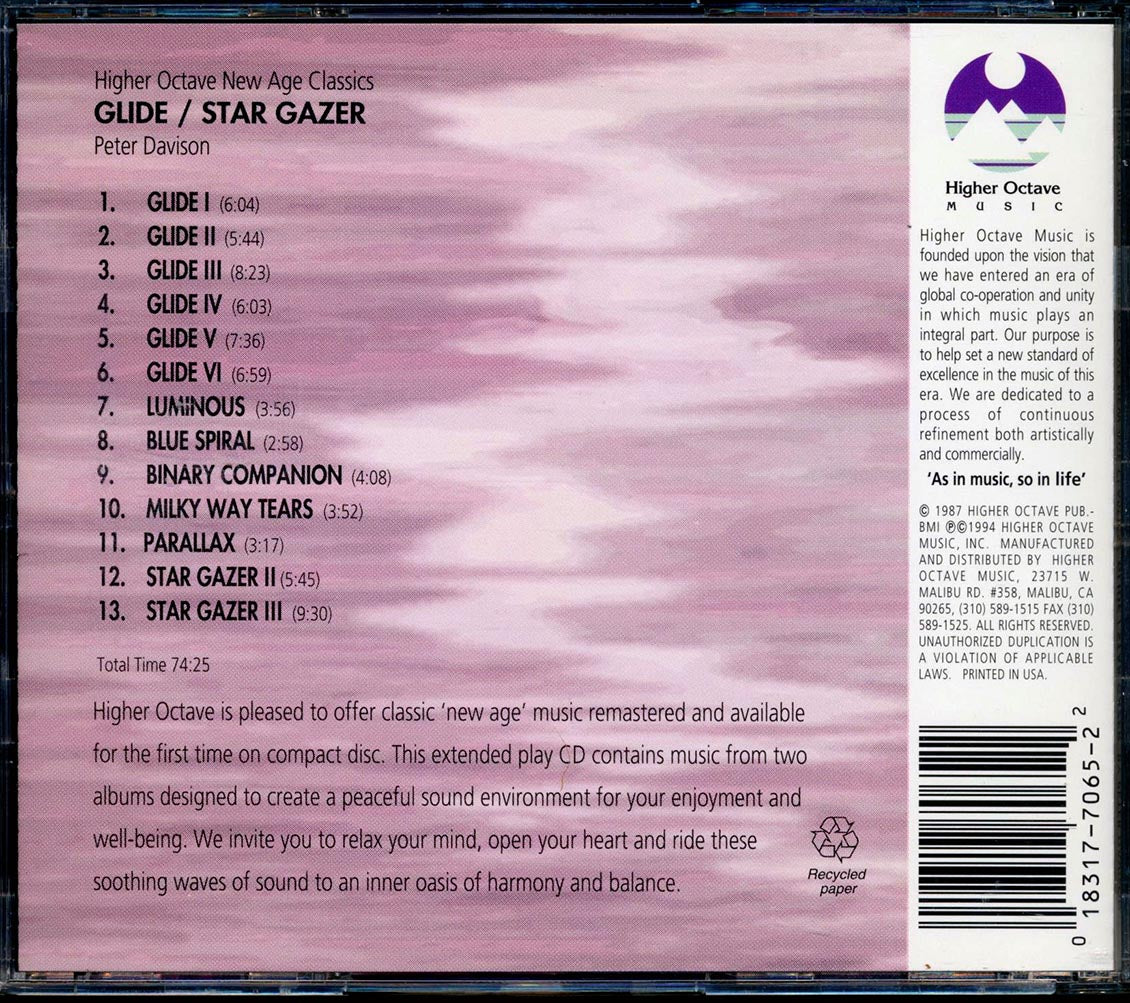 Higher Octave New Age Classics
GLIDE / STAR GAZER
Peter Davison
1. GLIDE I (6:04)
2. GLIDE II (5:44)
3. GLIDE III (8:23)
4. GLIDE IV (6:03)
5. GLIDE V (7:36)
6. GLIDE VI (6:59)
7. LUMINOUS (3:56)
8. BLUE SPIRAL (2:58)
9. BINARY COMPANION (4:08)
10. MILKY WAY TEARS (3:52)
11. PARALLAX (3:17)
12. STAR GAZER II (5:45)
13. STAR GAZER III (9:30)
Total Time 74:25
Higher Octave is pleased to offer classic ‘new age’ music remastered and available
for the first time on compact disc. This extended play CD contains music from two
albums designed to create a peaceful sound environment for your enjoyment and
well-being. We invite you to relax your mind, open your heart and ride these
soothing waves of sound to an inner oasis of harmony and balance.
Recycled
paper
Higher Octave
MUSIC
Higher Octave Music is
founded upon the vision that
we have entered an era of
global co-operation and unity
in which music plays an
integral part. Our purpose is
to help set a new standard of
excellence in the music of this
era. We are dedicated to a
process of continuous
refinement both artistically
and commercially.
‘As in music, so in life’
© 1987 HIGHER OCTAVE PUB.-
BMI ℗©1994 HIGHER OCTAVE
MUSIC, INC. MANUFACTURED
AND DISTRIBUTED BY HIGHER
OCTAVE MUSIC, 23715 W.
MALIBU RD. #358, MALIBU, CA
90265, (310) 589-1515 FAX (310)
589-1525. ALL RIGHTS RESERVED.
UNAUTHORIZED DUPLICATION IS
A VIOLATION OF APPLICABLE
LAWS. PRINTED IN USA.
0 18317-7065-2 2